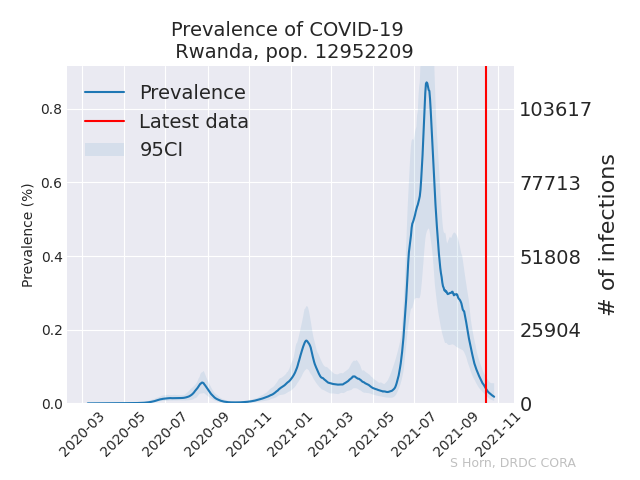 Prevalence of COVID-19
Rwanda, pop. 12952209
Prevalence
Latest data
95CI
Prevalence (%)
0.8
0.6
0.4
0.2
0.0
103617
77713
51808
25904
0
# of infections
2020-03
2020-05
2020-07
2020-09
2020-11
2021-01
2021-03
2021-05
2021-07
2021-09
2021-11
S Horn, DRDC CORA